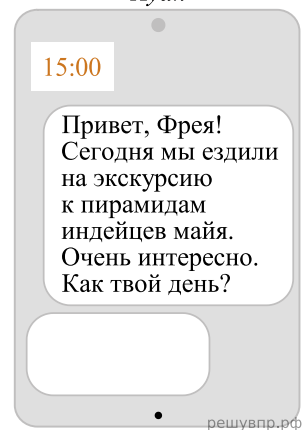 15:00
Привет, Фрея!
Сегодня мы ездили
на экскурсию
к пирамидам
индейцев майя.
Очень интересно.
Как твой день?
решувпр.рф